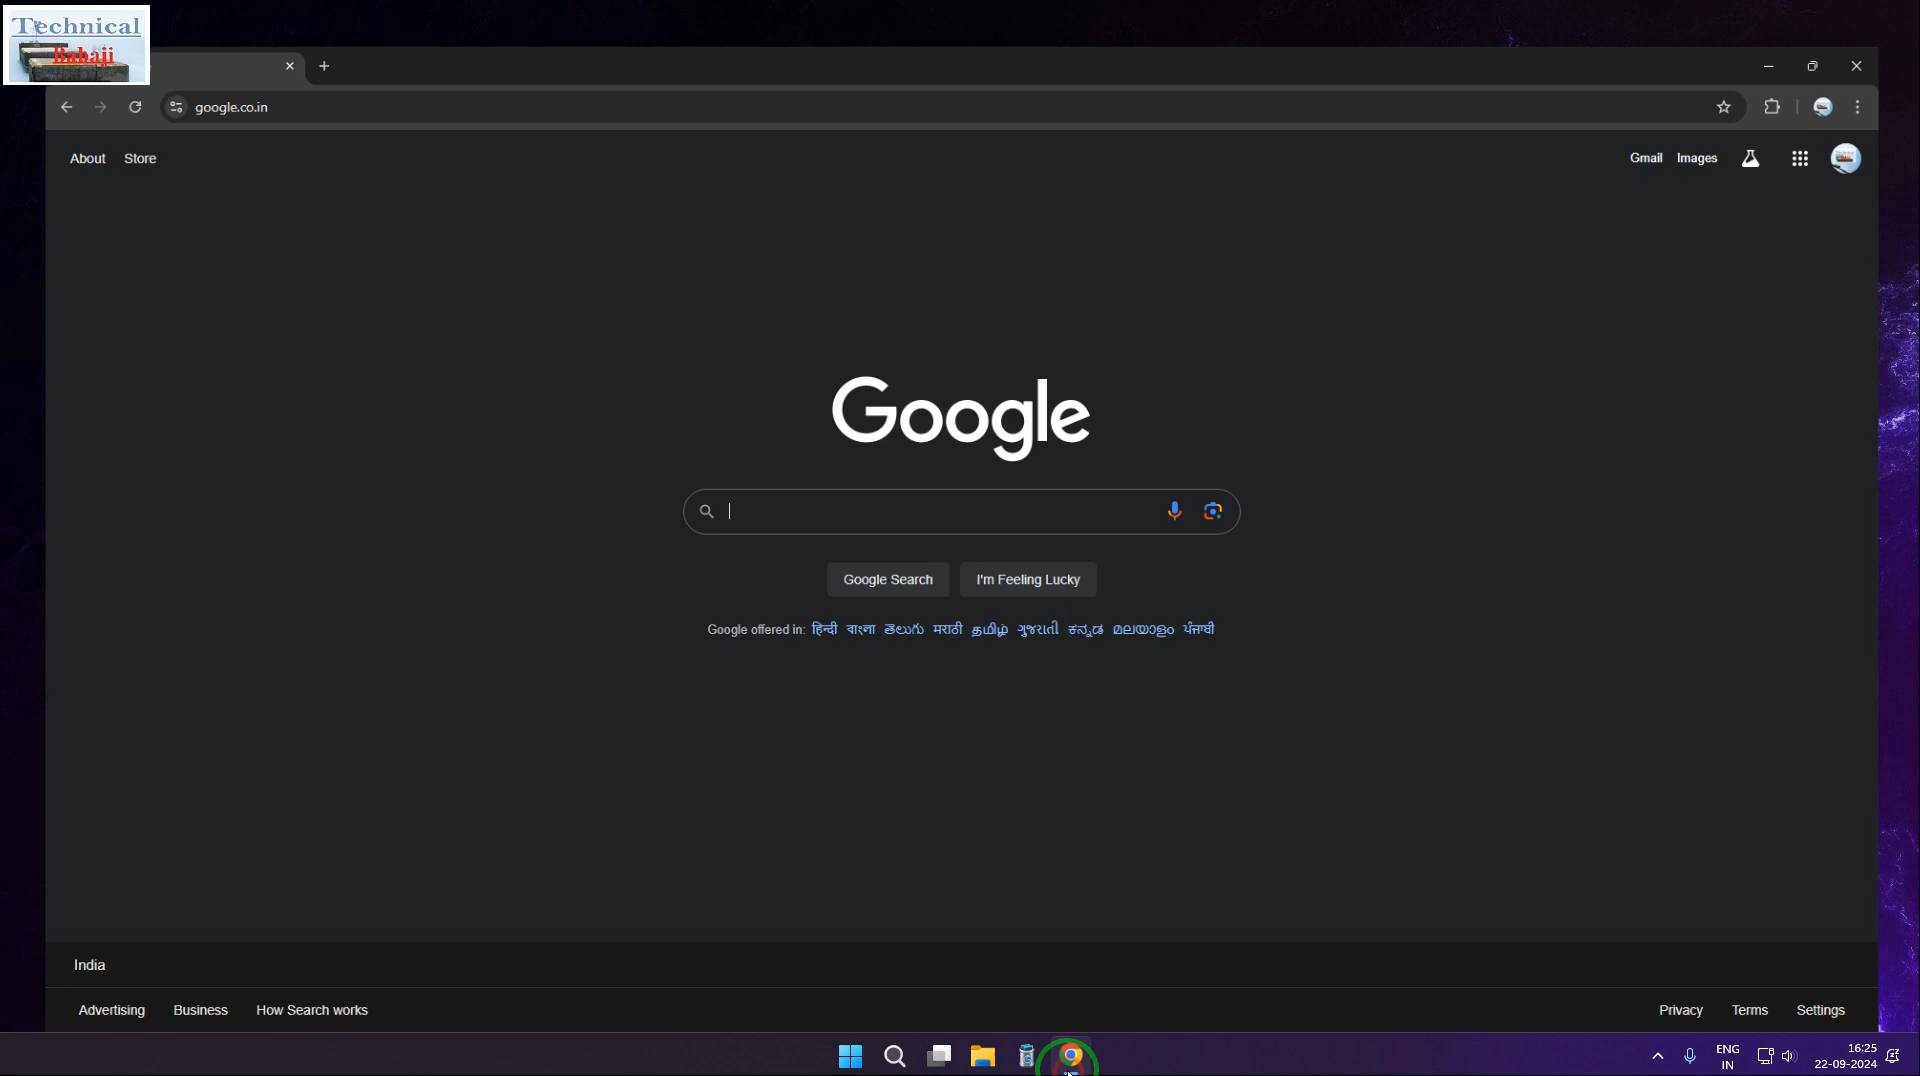 Technical
Babaji
google.co.in
About Store
Gmail Images
Google
Google Search I'm Feeling Lucky
Google offered in: हिन्दी বাংলা తెలుగు मराठी தமிழ் ગુજરાતી ಕನ್ನಡ മലയാളം ਪੰਜਾਬੀ
India
Advertising Business How Search works
Privacy Terms Settings
ENG
IN
16:25
22-09-2024